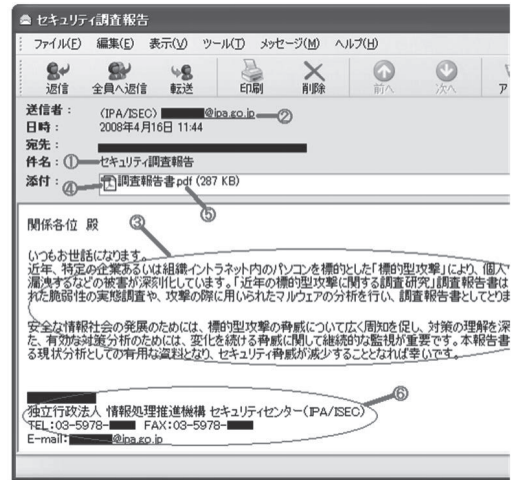 セキュリティ調査報告
ファイル(F) 編集(E) 表示(V) ツール(T) メッセージ(M) ヘルプ(H)
返信 全員へ返信 転送 印刷 削除 前へ 次へ ア
送信者： (IPA/ISEC) @ipa.go.jp ②
日時： 2008年4月16日 11:44
宛先：
件名： ① セキュリティ調査報告
添付： ④ 調査報告書.pdf (287 KB)
⑤
関係各位 殿 ③
いつもお世話になります。
近年、特定の企業あるいは組織イントラネット内のパソコンを標的とした「標的型攻撃」により、個人
漏洩するなどの被害が深刻化しています。「近年の標的型攻撃に関する調査研究」調査報告書は
れた脆弱性の実態調査や、攻撃の際に用いられたマルウェアの分析を行い、調査報告書としてとりま
安全な情報社会の発展のためには、標的型攻撃の脅威について広く周知を促し、対策の理解を深
た、有効な対策分析のためには、変化を続ける脅威に関して継続的な監視が重要です。本報告書
る現状分析としての有用な資料となり、セキュリティ脅威が減少することとなれば幸いです。
⑥
独立行政法人 情報処理推進機構 セキュリティセンター(IPA/ISEC)
TEL:03-5978- FAX:03-5978-
E-mail: @ipa.go.jp